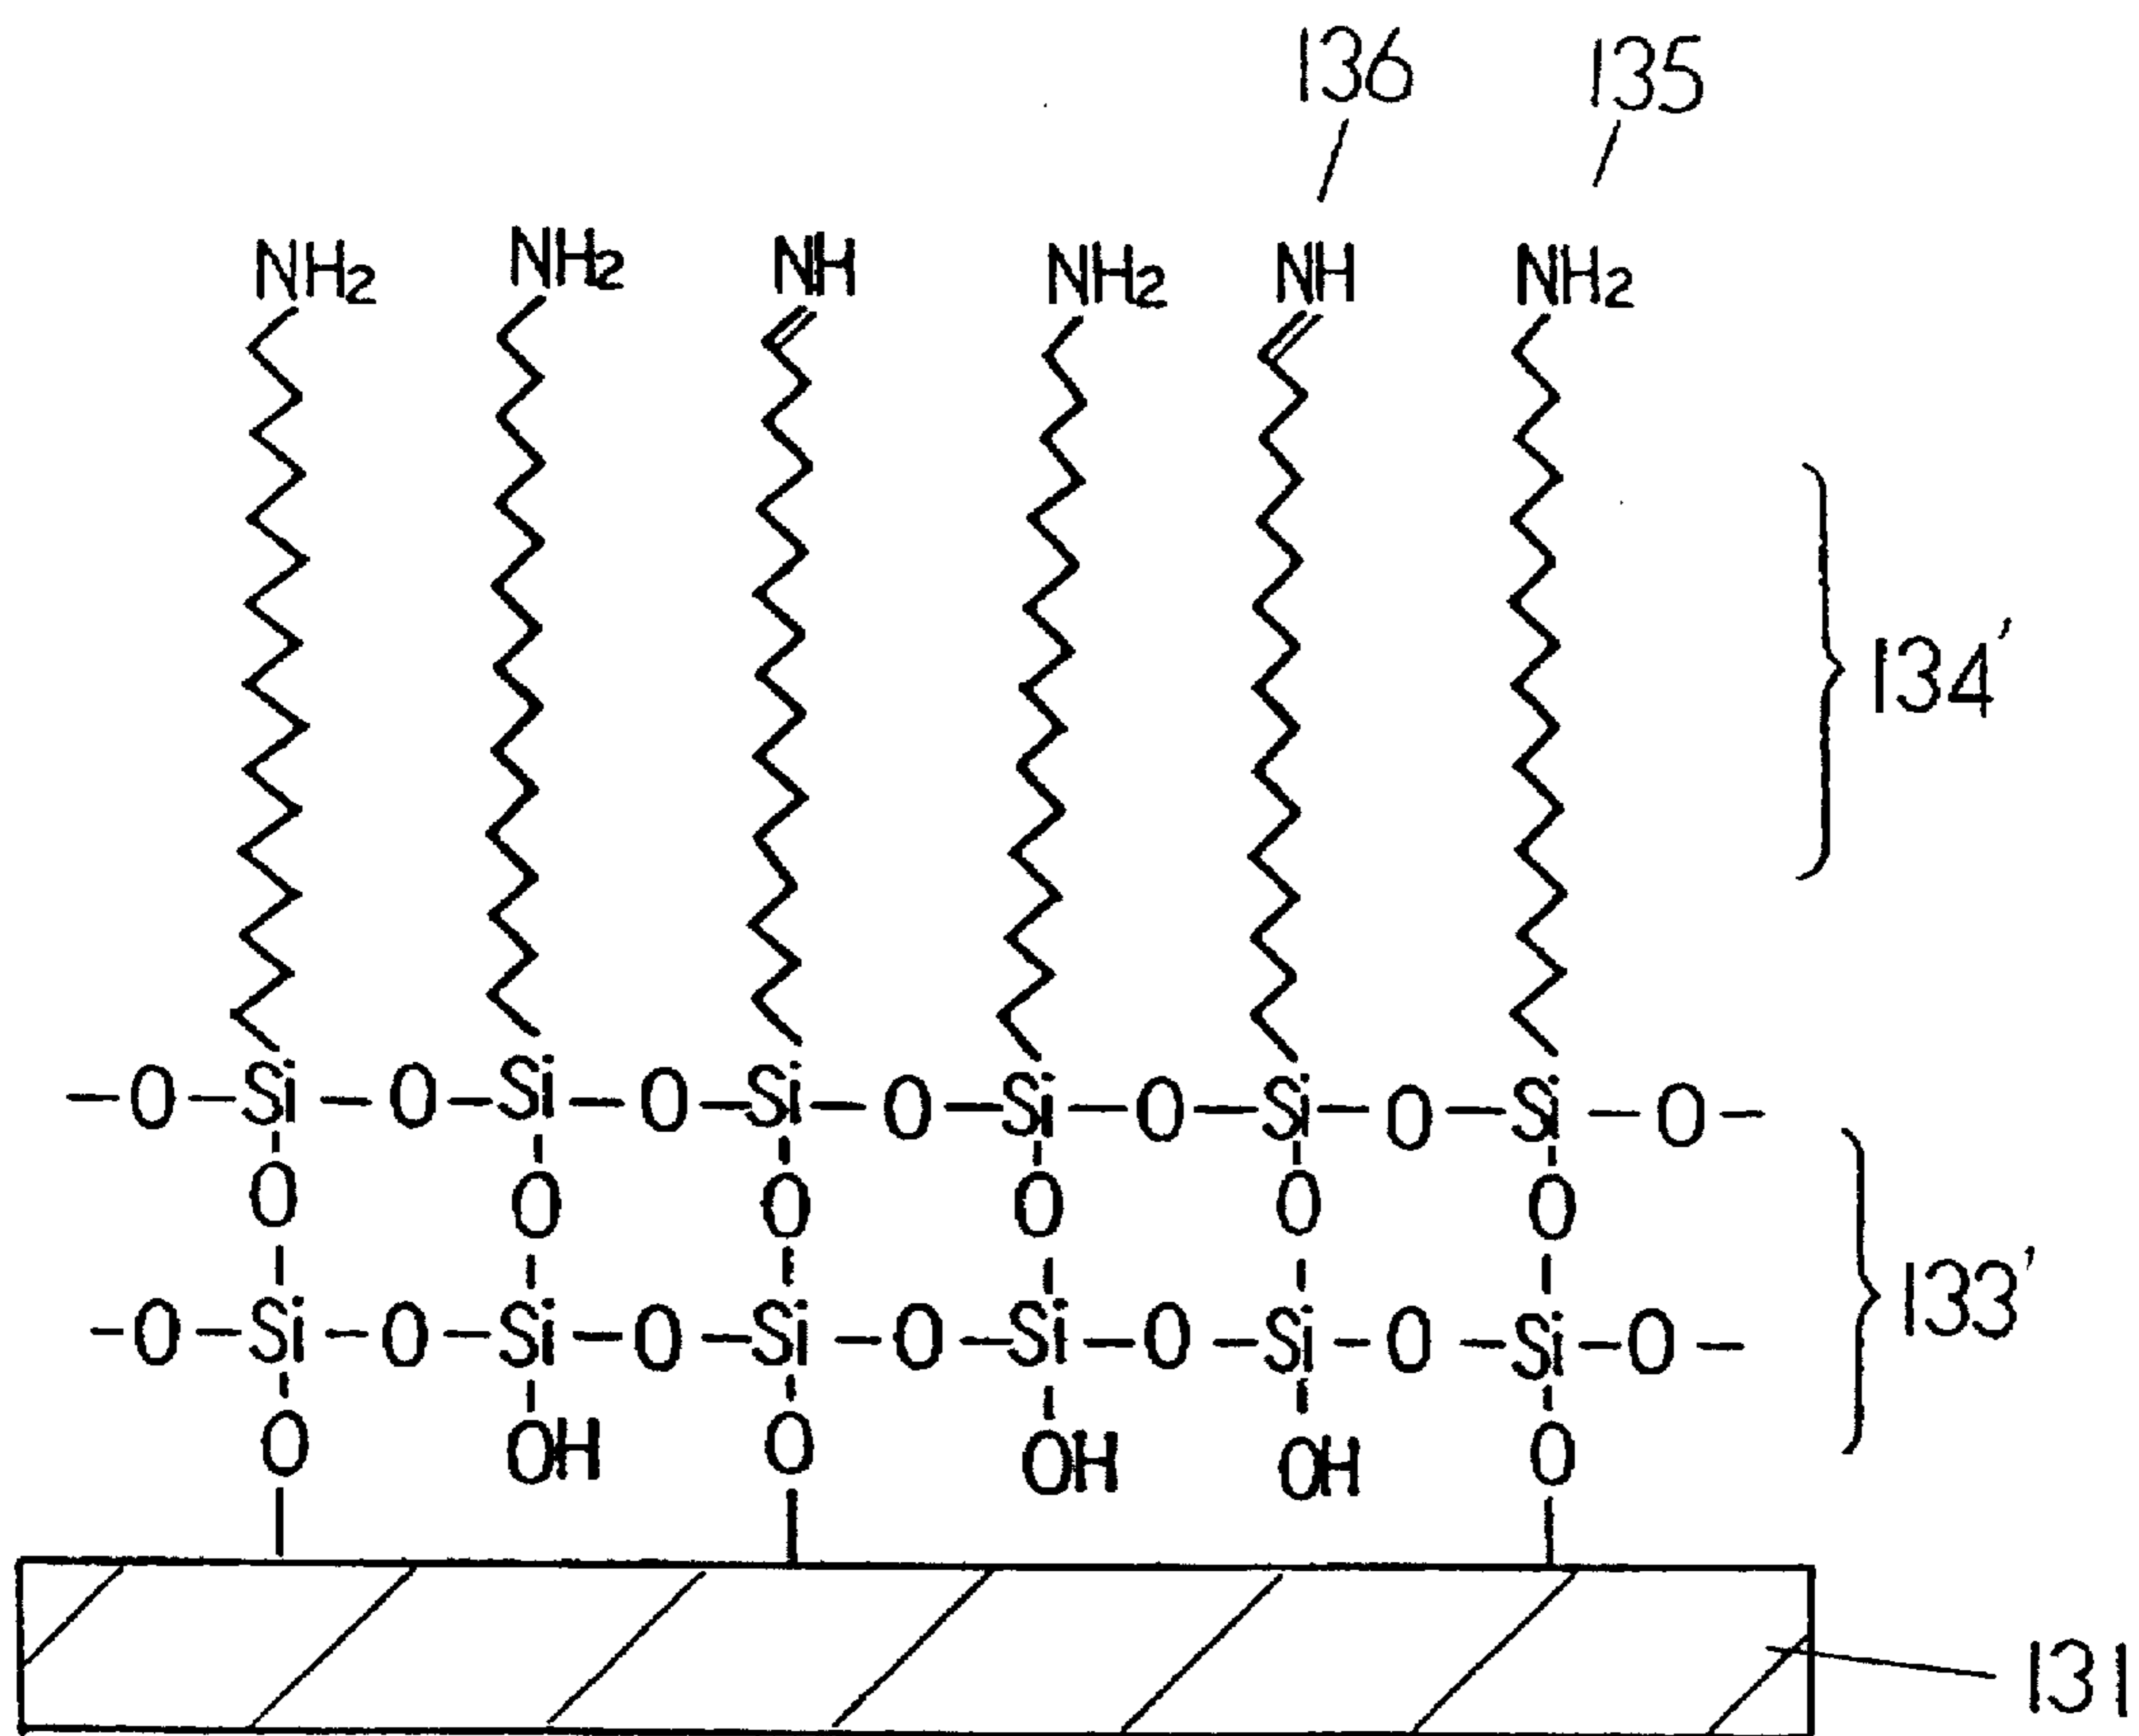 136 135
NH2 NH2 NH NH2 NH NH2
134'
-O-Si-O-Si-O-Si-O-Si-O-Si-O-Si-O-
O O O O O O
133'
-O-Si-O-Si-O-Si-O-Si-O-Si-O-Si-O-
O OH O OH OH O
131